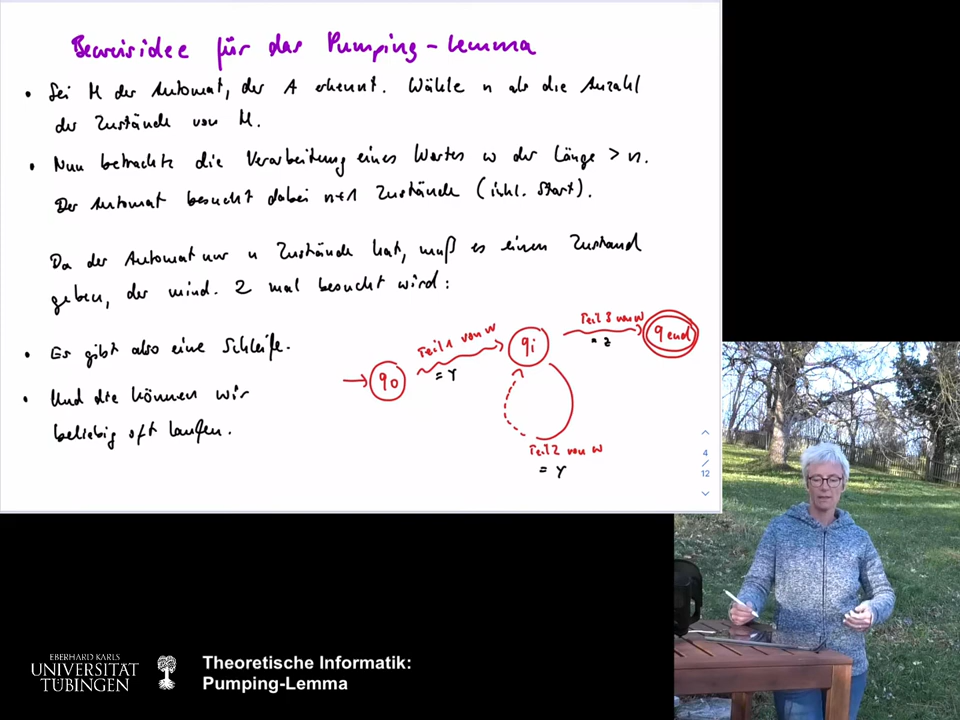 Beweisidee für das Pumping-Lemma
• Sei M der Automat, der A erkennt. Wähle n als die Anzahl
der Zustände von M.
• Nun betrachte die Verarbeitung eines Wortes w der Länge > n.
Der Automat besucht dabei n+1 Zustände (inkl. Start).
Da der Automat nur n Zustände hat, muß es einen Zustand
geben, der mind. 2 mal besucht wird:
• Es gibt also eine Schleife.
• Und die können wir
beliebig oft laufen.
q0
Teil 1 von w
= Y
qi
Teil 3 von w
= z
q end
Teil 2 von w
= Y
4
/
12
EBERHARD KARLS
UNIVERSITÄT
TÜBINGEN
Theoretische Informatik:
Pumping-Lemma